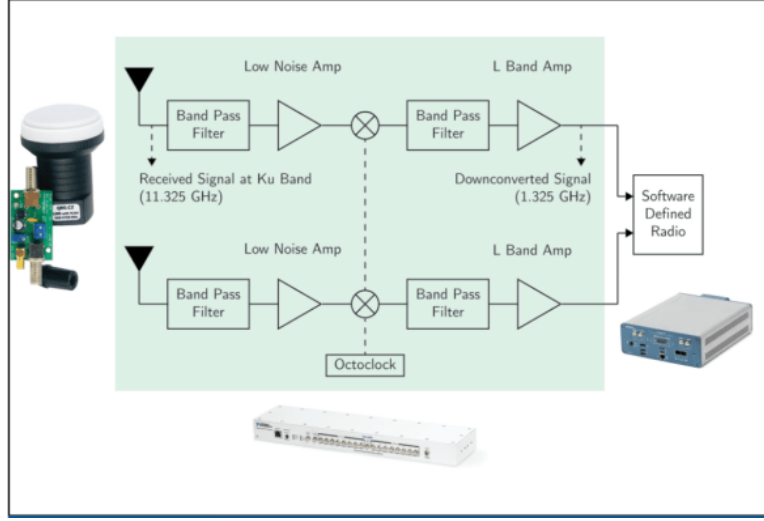 Low Noise Amp
L Band Amp
Band Pass
Filter
Band Pass
Filter
Received Signal at Ku Band
(11.325 GHz)
Downconverted Signal
(1.325 GHz)
Software
Defined
Radio
Low Noise Amp
L Band Amp
Band Pass
Filter
Band Pass
Filter
Octoclock